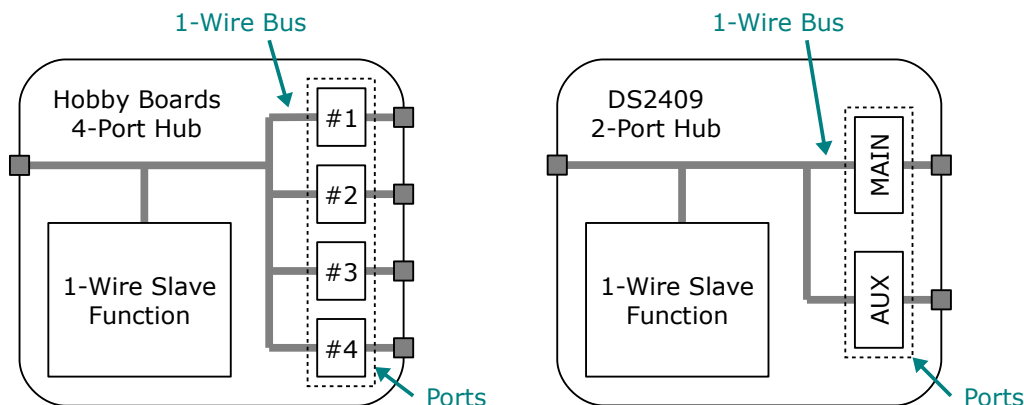 1-Wire Bus
Hobby Boards
4-Port Hub
#1
#2
#3
#4
1-Wire Slave
Function
Ports
1-Wire Bus
DS2409
2-Port Hub
MAIN
AUX
1-Wire Slave
Function
Ports